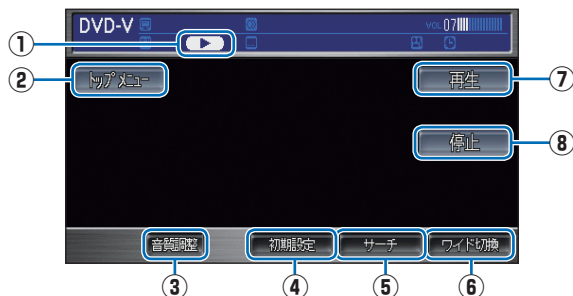 DVD-V VOL 07
①
② トップメニュー 再生 ⑦
停止 ⑧
音質調整 初期設定 サーチ ワイド切換
③ ④ ⑤ ⑥